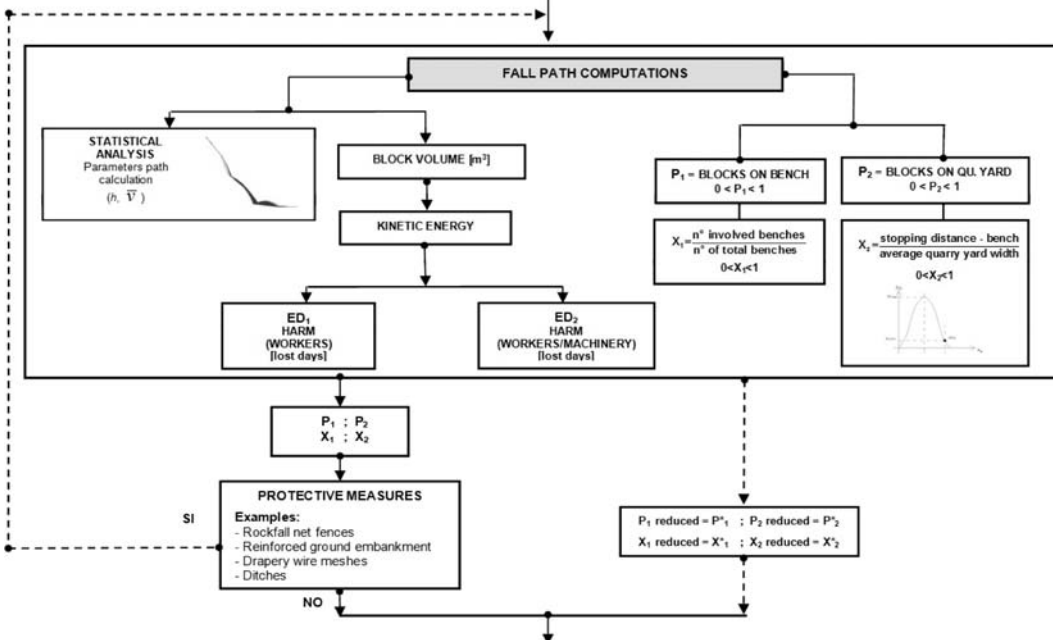 FALL PATH COMPUTATIONS
STATISTICAL
ANALYSIS
Parameters path
calculation
(h, V̅ )
BLOCK VOLUME [m³]
KINETIC ENERGY
ED₁
HARM
(WORKERS)
[lost days]
ED₂
HARM
(WORKERS/MACHINERY)
[lost days]
P₁ = BLOCKS ON BENCH
0 < P₁ < 1
X₁= n° involved benches
n° of total benches
0<X₁<1
P₂ = BLOCKS ON QU. YARD
0 < P₂ < 1
X₂= stopping distance - bench
average quarry yard width
0<X₂<1
P₁ ; P₂
X₁ ; X₂
PROTECTIVE MEASURES
Examples:
- Rockfall net fences
- Reinforced ground embankment
- Drapery wire meshes
- Ditches
SI
NO
P₁ reduced = P*₁ ; P₂ reduced = P*₂
X₁ reduced = X*₁ ; X₂ reduced = X*₂